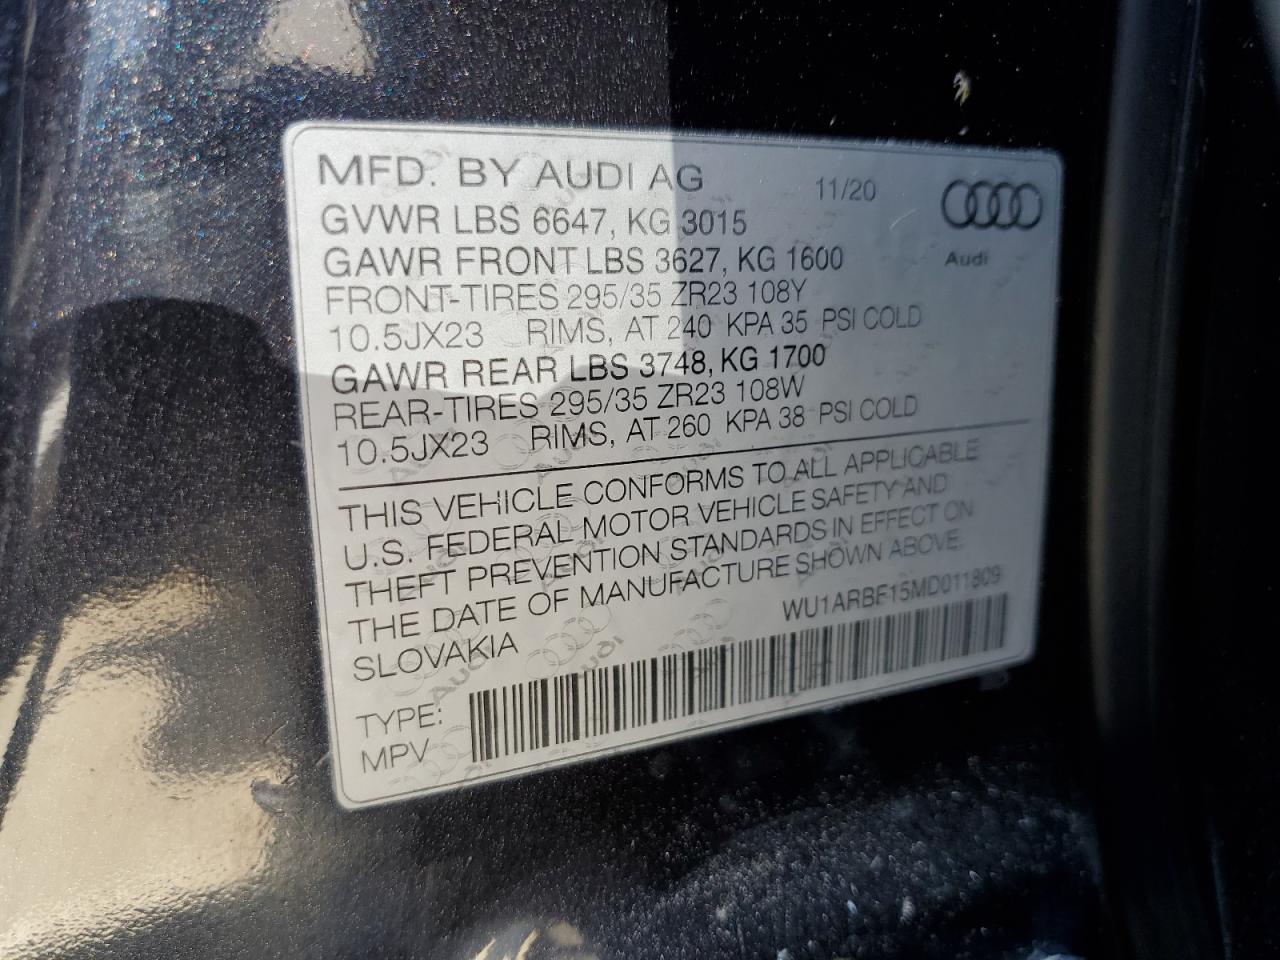 MFD. BY AUDI AG 11/20
Audi
GVWR LBS 6647, KG 3015
GAWR FRONT LBS 3627, KG 1600
FRONT-TIRES 295/35 ZR23 108Y
10.5JX23 RIMS, AT 240 KPA 35 PSI COLD
GAWR REAR LBS 3748, KG 1700
REAR-TIRES 295/35 ZR23 108W
10.5JX23 RIMS, AT 260 KPA 38 PSI COLD
THIS VEHICLE CONFORMS TO ALL APPLICABLE
U.S. FEDERAL MOTOR VEHICLE SAFETY AND
THEFT PREVENTION STANDARDS IN EFFECT ON
THE DATE OF MANUFACTURE SHOWN ABOVE.
SLOVAKIA WU1ARBF15MD011809
TYPE:
MPV